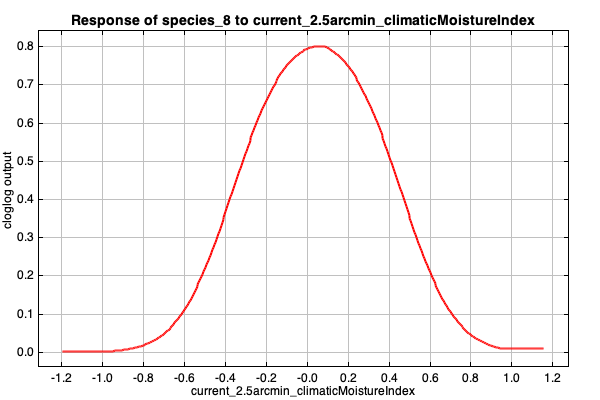 Response of species_8 to current_2.5arcmin_climaticMoistureIndex
cloglog output
0.8
0.7
0.6
0.5
0.4
0.3
0.2
0.1
0.0
-1.2 -1.0 -0.8 -0.6 -0.4 -0.2 -0.0 0.2 0.4 0.6 0.8 1.0 1.2
current_2.5arcmin_climaticMoistureIndex